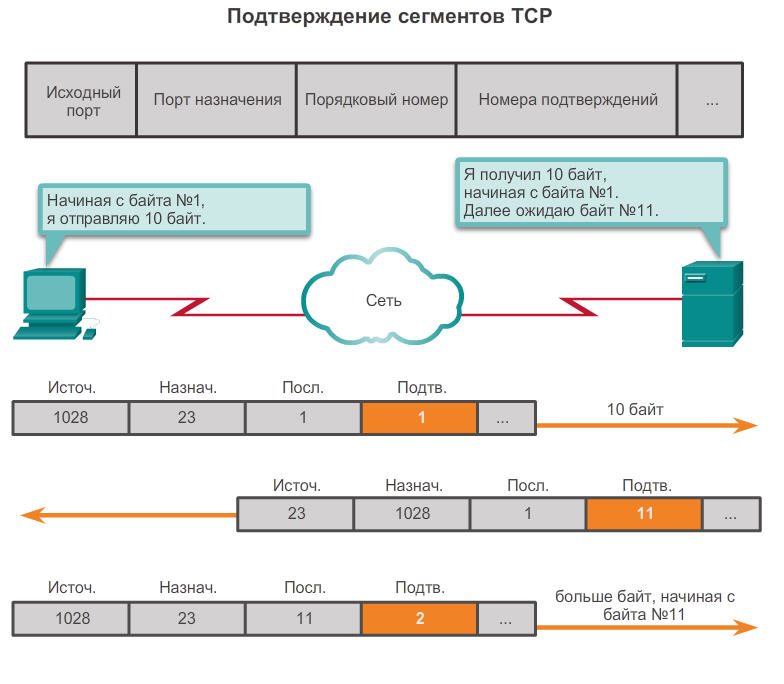 Подтверждение сегментов TCP
Исходный
порт
Порт назначения
Порядковый номер
Номера подтверждений
...
Начиная с байта №1,
я отправляю 10 байт.
Я получил 10 байт,
начиная с байта №1.
Далее ожидаю байт №11.
Сеть
Источ. Назнач. Посл. Подтв.
1028 23 1 1 ... 10 байт
Источ. Назнач. Посл. Подтв.
23 1028 1 11 ...
Источ. Назнач. Посл. Подтв.
1028 23 11 2 ...
больше байт, начиная с
байта №11